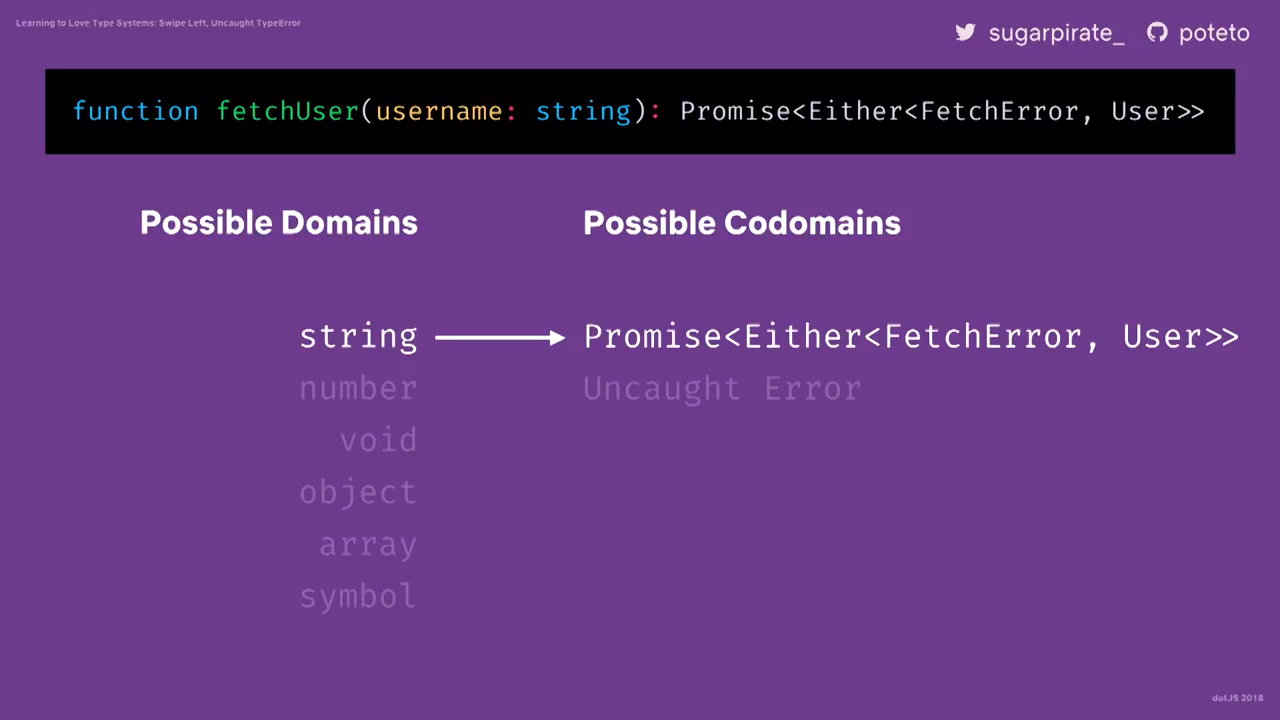 Learning to Love Type Systems: Swipe Left, Uncaught TypeError
sugarpirate_ poteto
function fetchUser(username: string): Promise<Either<FetchError, User>>
Possible Domains Possible Codomains
string Promise<Either<FetchError, User>>
number Uncaught Error
void
object
array
symbol
dotJS 2018